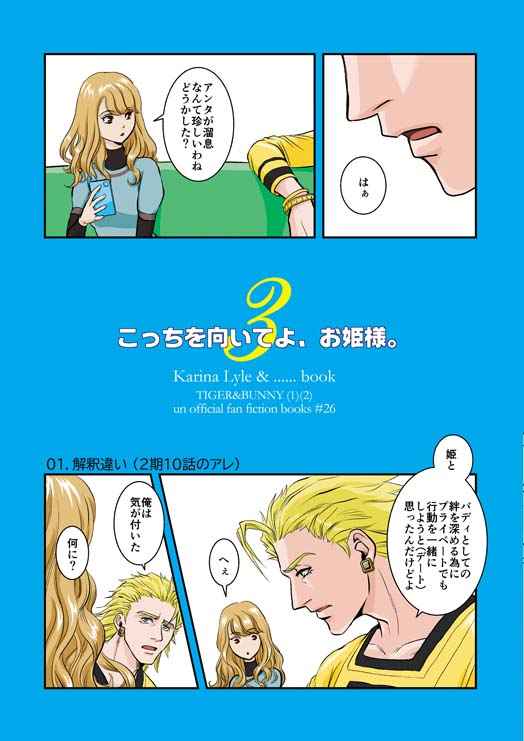 はぁ
アンタが溜息
なんて珍しいわね
どうかした?
3
こっちを向いてよ、お姫様。
Karina Lyle & ...... book
TIGER&BUNNY (1)(2)
un official fan fiction books #26
01. 解釈違い（2期10話のアレ）
姫と
バディとしての
絆を深める為に
プライベートでも
行動を一緒に
しようと(デート)
思ったんだけどよ
へぇ
俺は
気が付いた
何に?